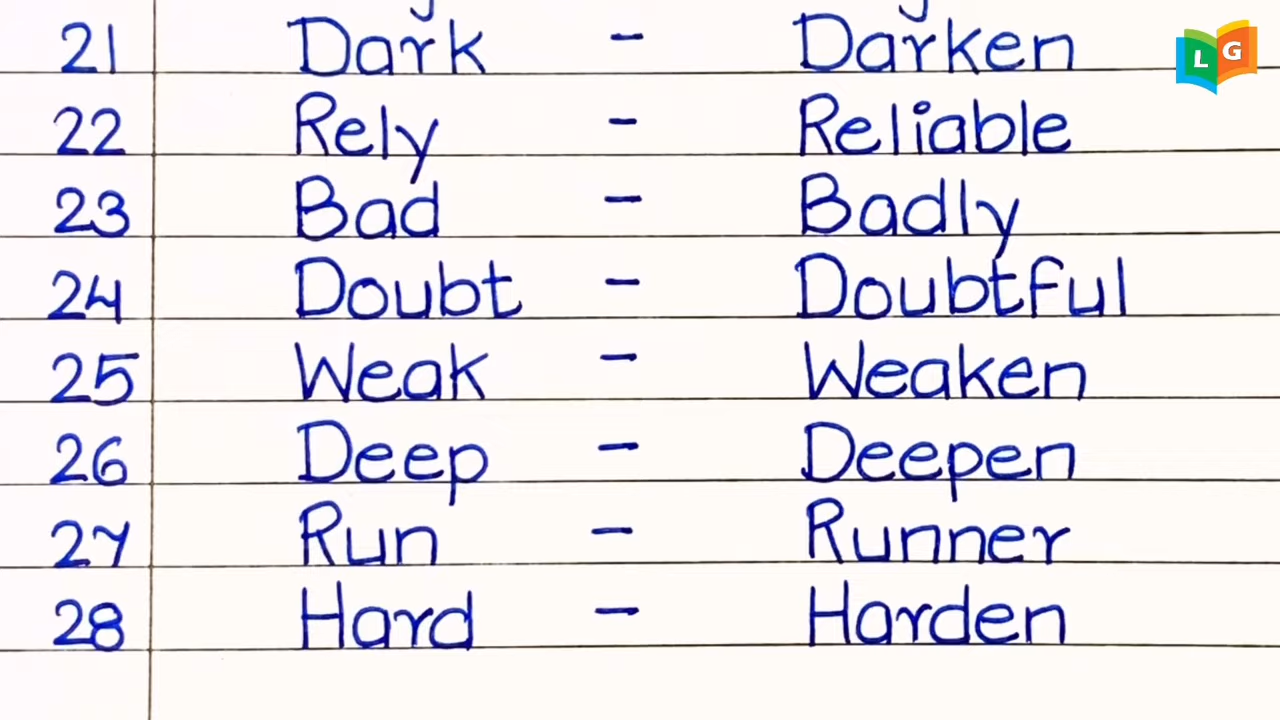 21 Dark - Darken
22 Rely - Reliable
23 Bad - Badly
24 Doubt - Doubtful
25 Weak - Weaken
26 Deep - Deepen
27 Run - Runner
28 Hard - Harden
L G